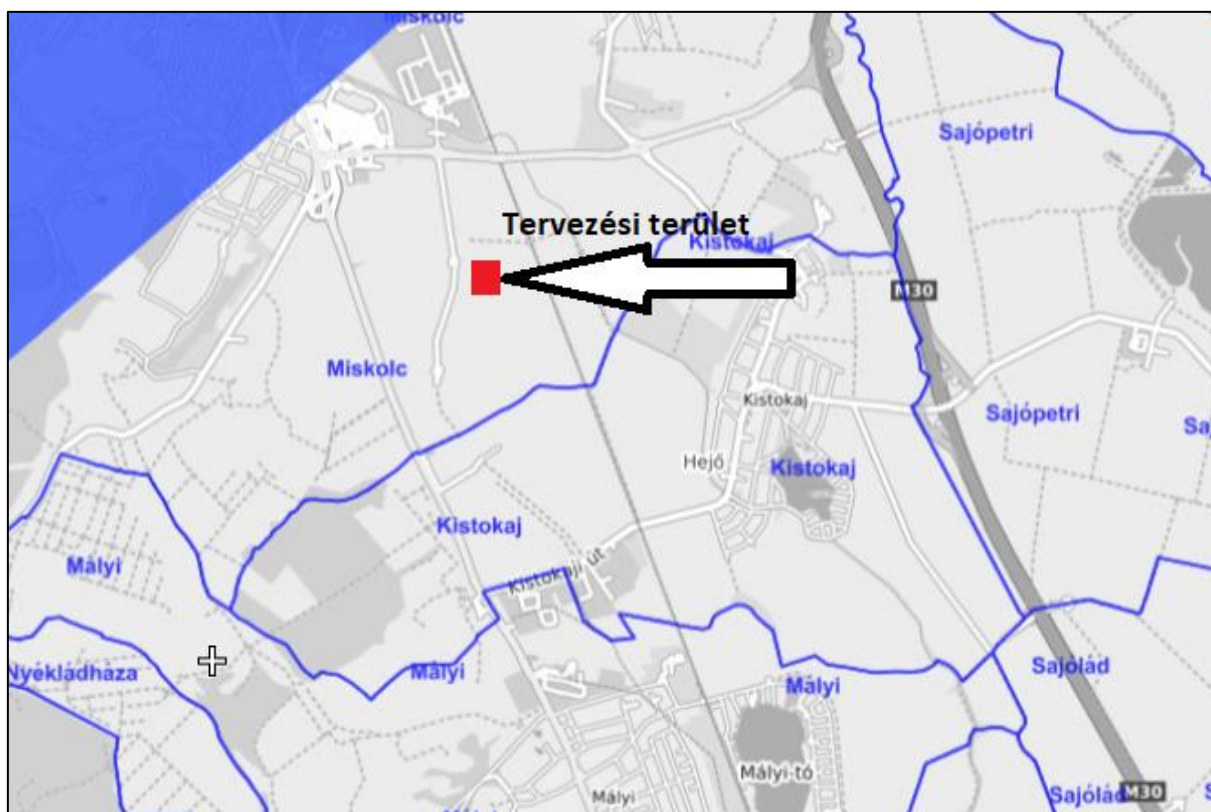 Miskolc
Sajópetri
Tervezési terület
Kistokaj
M30
Miskolc
Kistokaj
Sajópetri
Hejő
Kistokaj
Kistokaj
Mályi
Kistokaji út
Nyékládháza
Mályi
Mályi
Sajólád
Mályi-tó
Mályi
Sajólád
M30